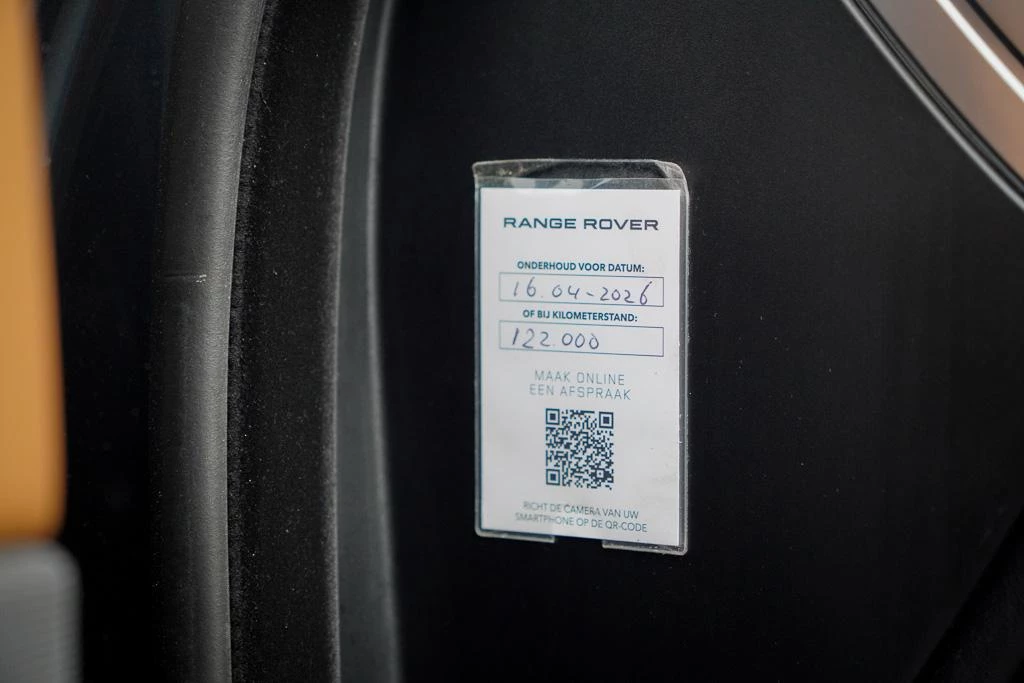 RANGE ROVER
ONDERHOUD VOOR DATUM:
16.04-2026
OF BIJ KILOMETERSTAND:
122.000
MAAK ONLINE
EEN AFSPRAAK
RICHT DE CAMERA VAN UW
SMARTPHONE OP DE QR-CODE